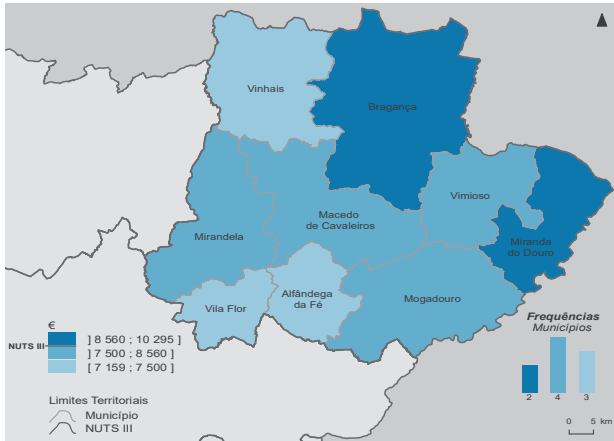 Vinhais
Bragança
Vimioso
Macedo
de Cavaleiros
Mirandela
Miranda
do Douro
Alfândega
da Fé
Mogadouro
Vila Flor
€
NUTS III
] 8 560 ; 10 295 ]
] 7 500 ; 8 560 ]
[ 7 159 ; 7 500 ]
Limites Territoriais
Município
NUTS III
Frequências
Municípios
2 4 3
0 5 km